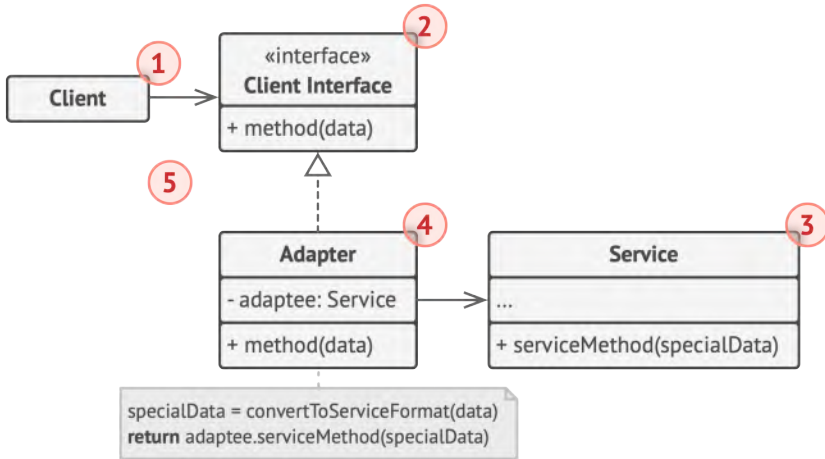 1
2
«interface»
Client Interface
Client
+ method(data)
5
4
3
Adapter
- adaptee: Service
+ method(data)
Service
...
+ serviceMethod(specialData)
specialData = convertToServiceFormat(data)
return adaptee.serviceMethod(specialData)